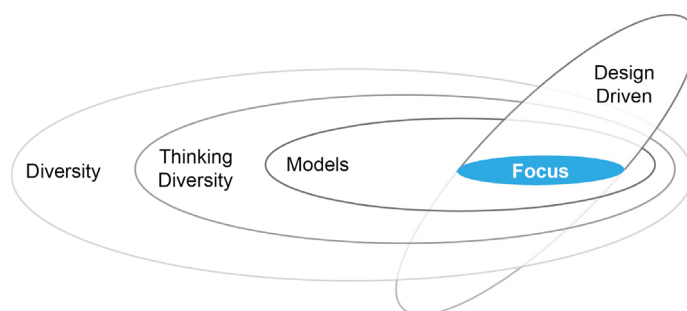 Design
Driven
Diversity
Thinking
Diversity
Models
Focus